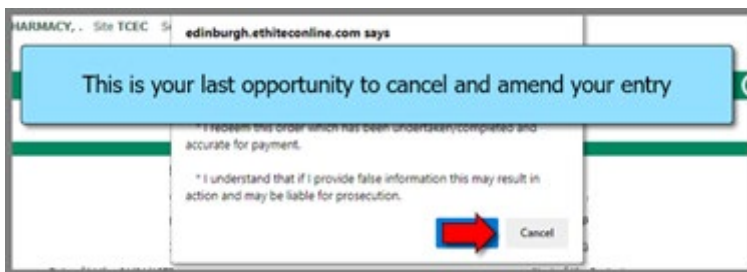 HARMACY, . Site TCEC
edinburgh.ethiteconline.com says
This is your last opportunity to cancel and amend your entry
* I redeem this order which has been undertaken/completed and
accurate for payment.
* I understand that if I provide false information this may result in
action and may be liable for prosecution.
Cancel